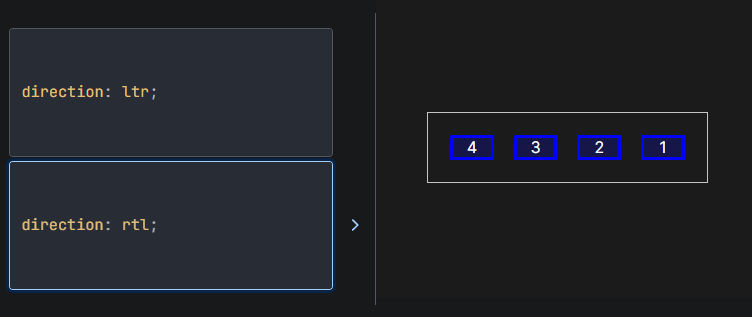 direction: ltr;
direction: rtl;
4 3 2 1